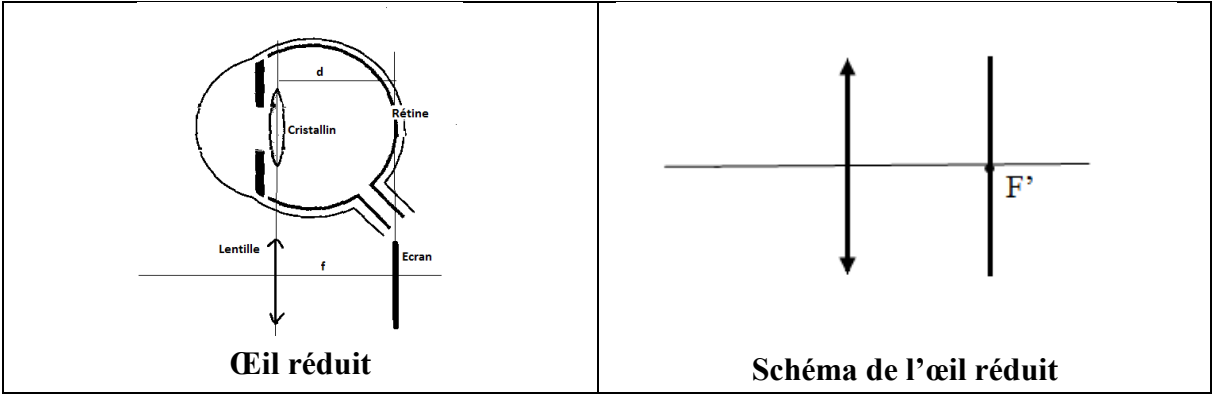 d
Rétine
Cristallin
Lentille
Ecran
f
Œil réduit
F’
Schéma de l’œil réduit